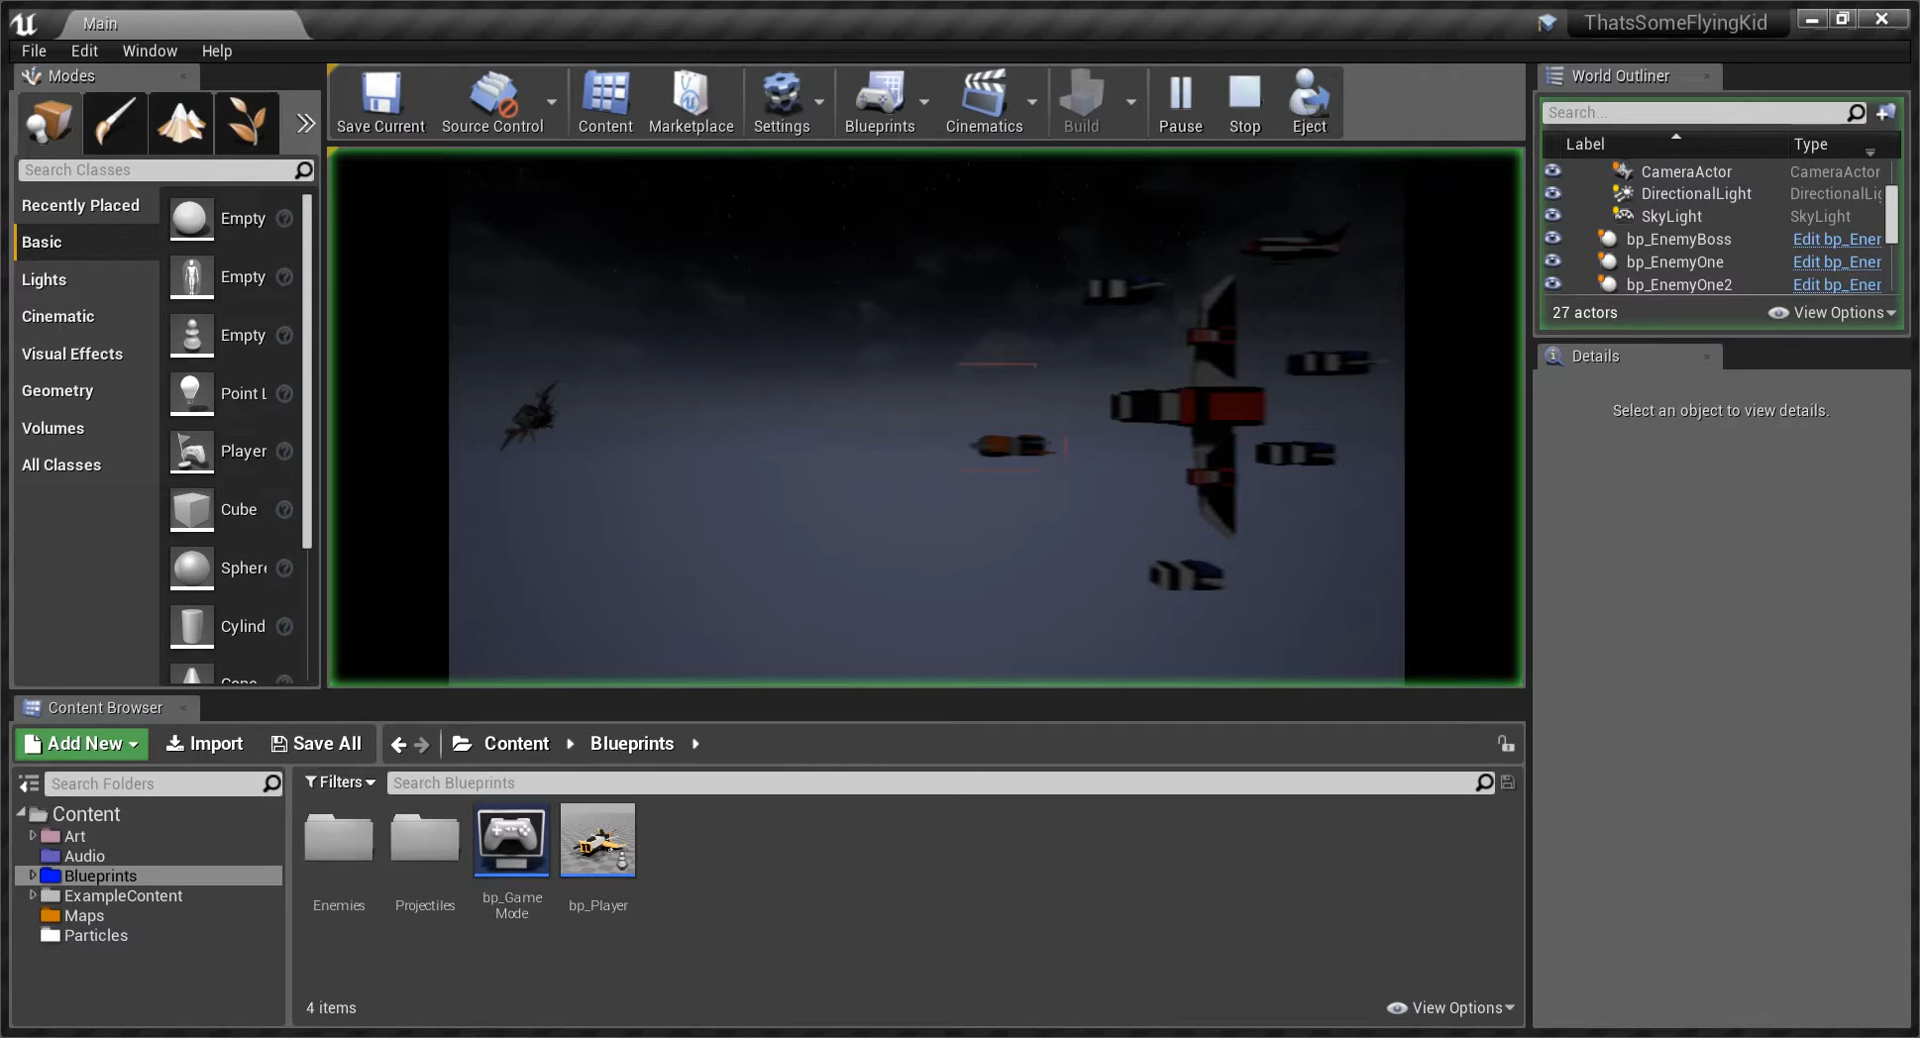 Main
ThatsSomeFlyingKid
File Edit Window Help
Modes
Search Classes
Recently Placed
Basic
Lights
Cinematic
Visual Effects
Geometry
Volumes
All Classes
Empty
Empty
Empty
Point L
Player
Cube
Sphere
Cylind
Save Current
Source Control
Content
Marketplace
Settings
Blueprints
Cinematics
Build
Pause
Stop
Eject
World Outliner
Search...
Label Type
CameraActor CameraActor
DirectionalLight DirectionalLig
SkyLight SkyLight
bp_EnemyBoss Edit bp_Ener
bp_EnemyOne Edit bp_Ener
bp_EnemyOne2 Edit bp_Ener
27 actors View Options
Details
Select an object to view details.
Content Browser
Add New Import Save All Content Blueprints
Search Folders
Content
Art
Audio
Blueprints
ExampleContent
Maps
Particles
Filters Search Blueprints
Enemies
Projectiles
bp_Game
Mode
bp_Player
4 items View Options